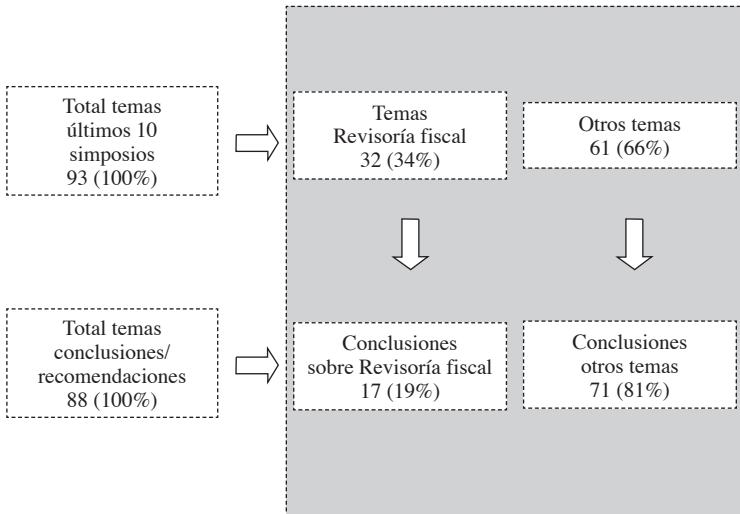 Total temas
últimos 10
simposios
93 (100%)
Temas
Revisoría fiscal
32 (34%)
Otros temas
61 (66%)
Total temas
conclusiones/
recomendaciones
88 (100%)
Conclusiones
sobre Revisoría fiscal
17 (19%)
Conclusiones
otros temas
71 (81%)